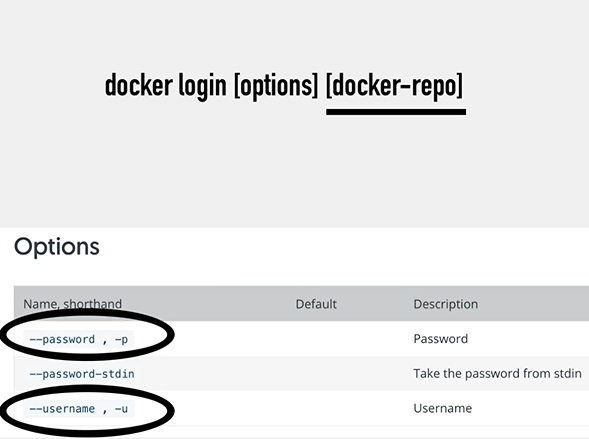 docker login [options] [docker-repo]
Options
Name, shorthand Default Description
--password , -p Password
--password-stdin Take the password from stdin
--username , -u Username